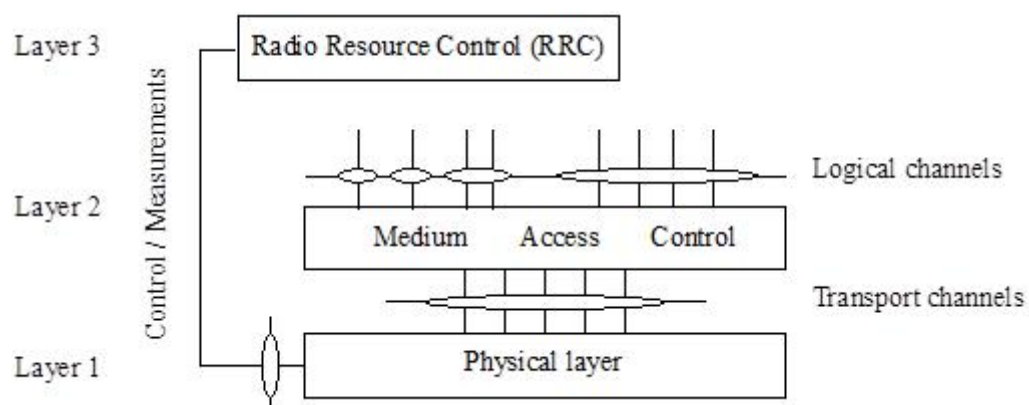 Layer 3
Radio Resource Control (RRC)
Control / Measurements
Logical channels
Layer 2
Medium Access Control
Transport channels
Layer 1
Physical layer